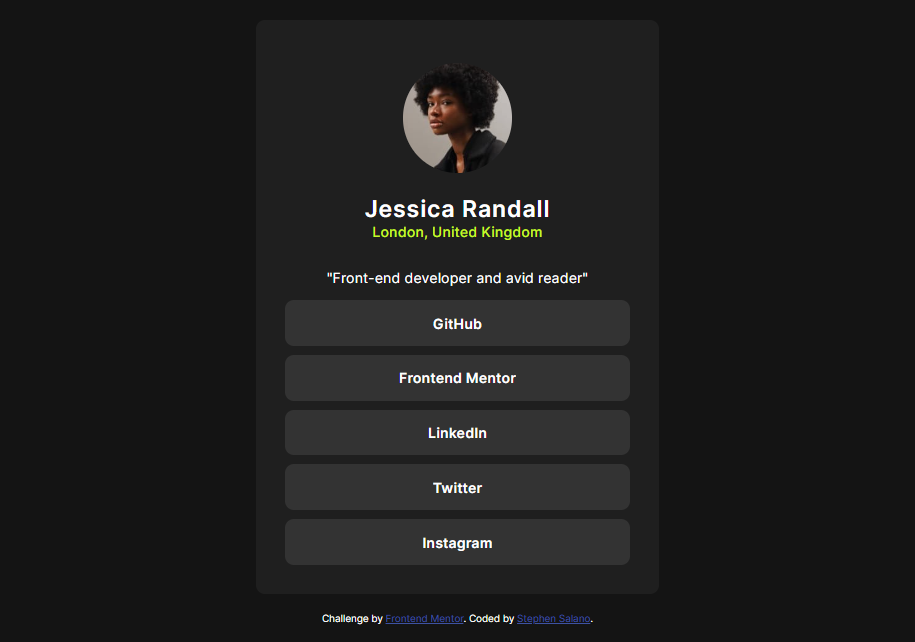 Jessica Randall
London, United Kingdom
"Front-end developer and avid reader"
GitHub
Frontend Mentor
LinkedIn
Twitter
Instagram
Challenge by Frontend Mentor. Coded by Stephen Salano.